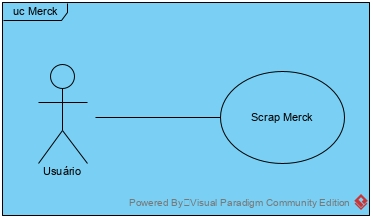 uc Merck
Scrap Merck
Usuário
Powered By Visual Paradigm Community Edition